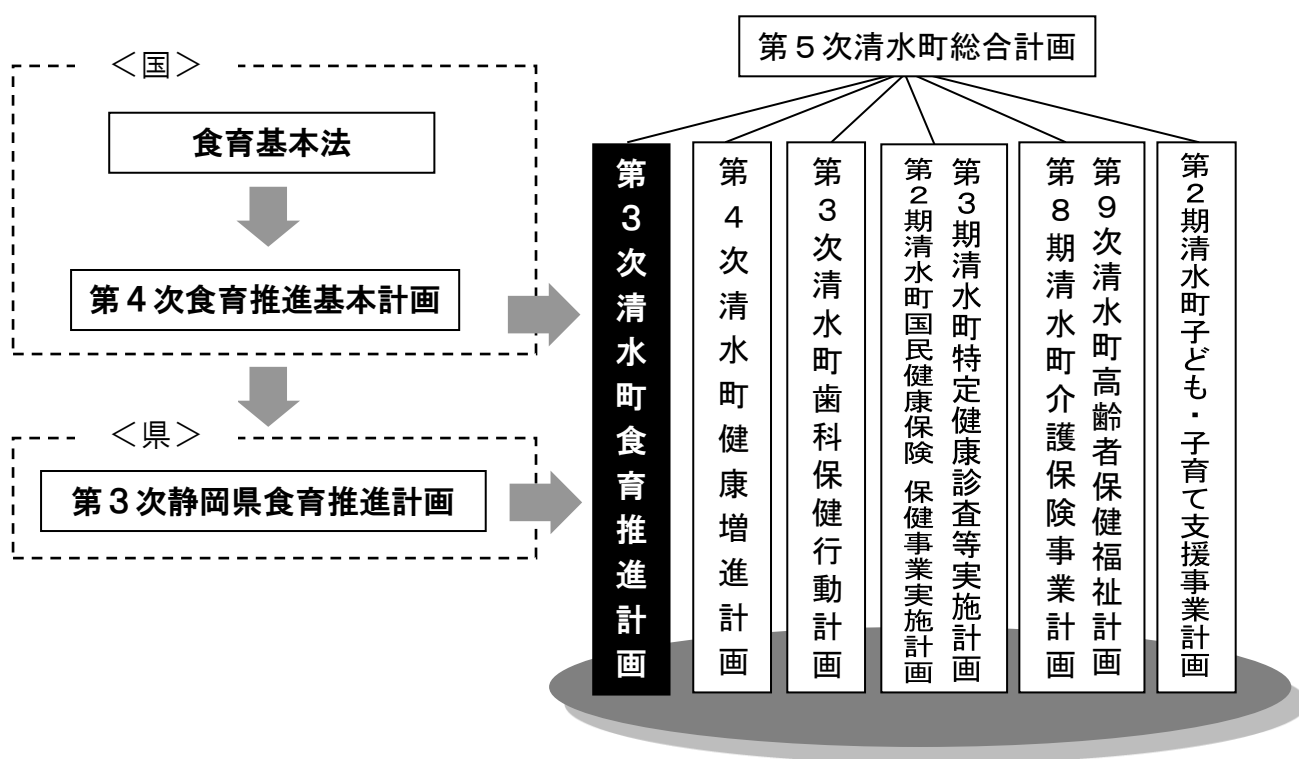 第５次清水町総合計画
＜国＞
食育基本法
第４次食育推進基本計画
＜県＞
第３次静岡県食育推進計画
第３次清水町食育推進計画
第４次清水町健康増進計画
第３次清水町歯科保健行動計画
第３期清水町特定健康診査等実施計画
第２期清水町国民健康保険 保健事業実施計画
第９次清水町高齢者保健福祉計画
第８期清水町介護保険事業計画
第２期清水町子ども・子育て支援事業計画